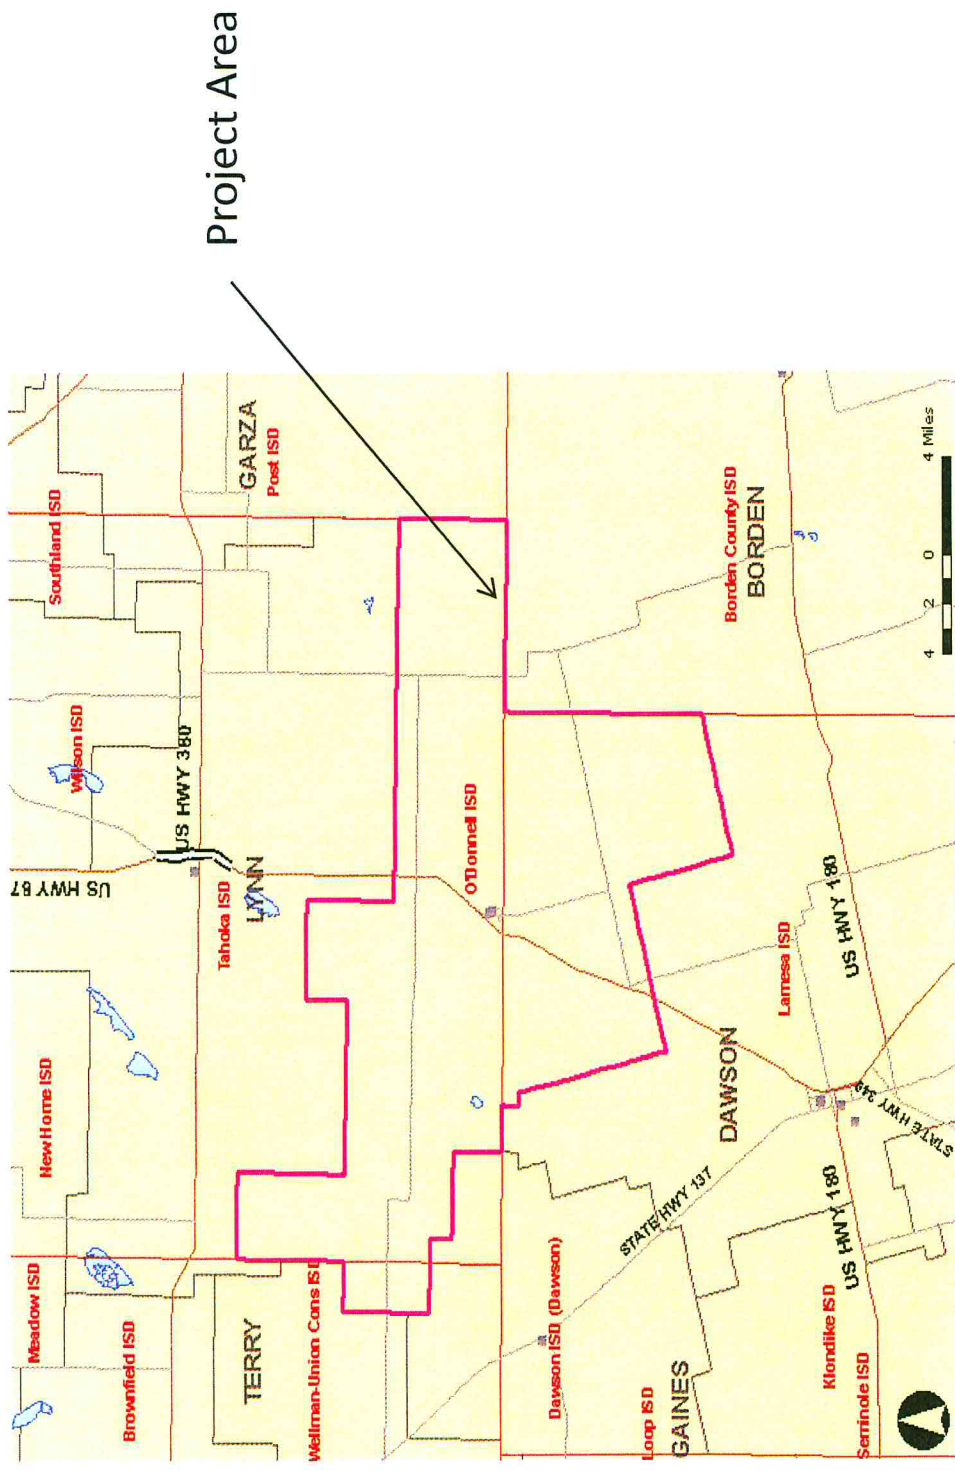 Project Area
Meadow ISD
New Home ISD
Wilson ISD
Southland ISD
US HWY 87
Brownfield ISD
US HWY 380
Tahoka ISD
LYNN
TERRY
GARZA
Post ISD
Wellman-Union Cons ISD
O'Donnell ISD
Dawson ISD (Dawson)
STATE HWY 137
Loop ISD
GAINES
DAWSON
Borden County ISD
BORDEN
Lamesa ISD
US HWY 180
US HWY 180
STATE HWY 349
Klondike ISD
Seminole ISD
4 2 0 4 Miles